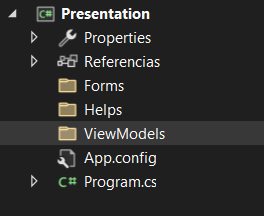 Presentation
Properties
Referencias
Forms
Helps
ViewModels
App.config
C# Program.cs